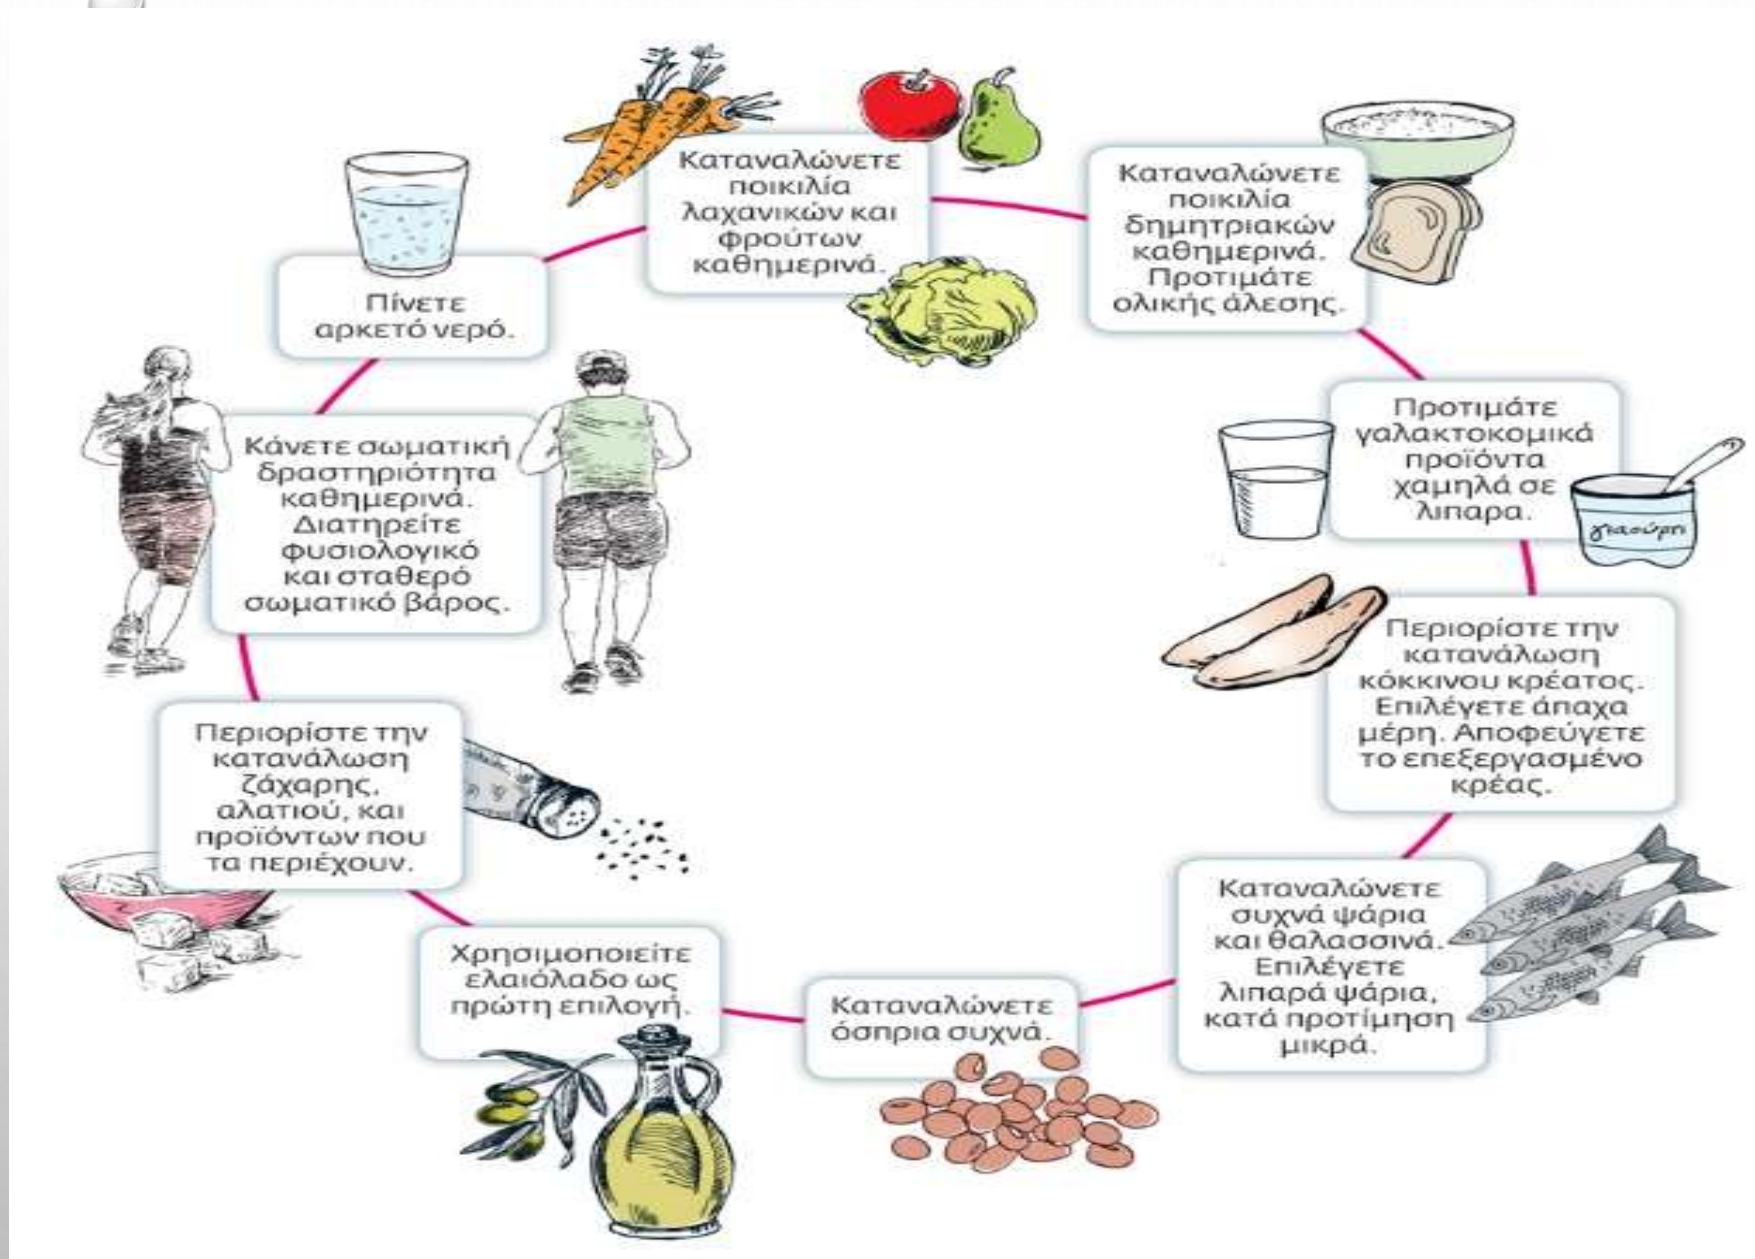 Καταναλώνετε
ποικιλία
λαχανικών και
φρούτων
καθημερινά.
Καταναλώνετε
ποικιλία
δημητριακών
καθημερινά.
Προτιμάτε
ολικής άλεσης.
Προτιμάτε
γαλακτοκομικά
προϊόντα
χαμηλά σε
λιπαρα.
γιαούρτι
Περιορίστε την
κατανάλωση
κόκκινου κρέατος.
Επιλέγετε άπαχα
μέρη. Αποφεύγετε
το επεξεργασμένο
κρέας.
Καταναλώνετε
συχνά ψάρια
και θαλασσινά.
Επιλέγετε
λιπαρά ψάρια,
κατά προτίμηση
μικρά.
Καταναλώνετε
όσπρια συχνά.
Χρησιμοποιείτε
ελαιόλαδο ως
πρώτη επιλογή.
Περιορίστε την
κατανάλωση
ζάχαρης,
αλατιού, και
προϊόντων που
τα περιέχουν.
Κάνετε σωματική
δραστηριότητα
καθημερινά.
Διατηρείτε
φυσιολογικό
και σταθερό
σωματικό βάρος.
Πίνετε
αρκετό νερό.